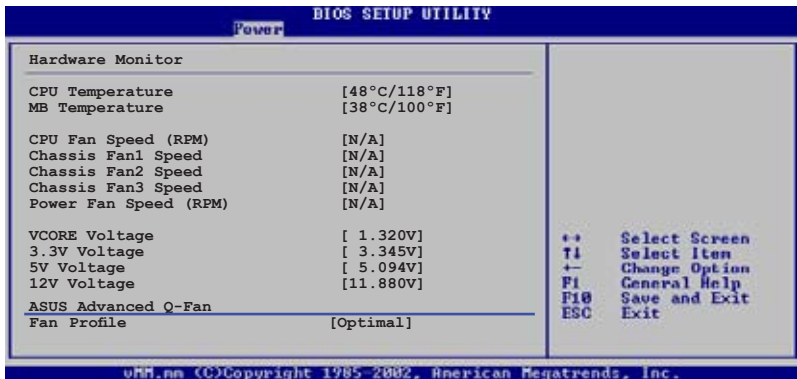 BIOS SETUP UTILITY
Power
Hardware Monitor
CPU Temperature [48°C/118°F]
MB Temperature [38°C/100°F]
CPU Fan Speed (RPM) [N/A]
Chassis Fan1 Speed [N/A]
Chassis Fan2 Speed [N/A]
Chassis Fan3 Speed [N/A]
Power Fan Speed (RPM) [N/A]
VCORE Voltage [ 1.320V]
3.3V Voltage [ 3.345V]
5V Voltage [ 5.094V]
12V Voltage [11.880V]
ASUS Advanced Q-Fan
Fan Profile [Optimal]
←→ Select Screen
↑↓ Select Item
+- Change Option
F1 General Help
F10 Save and Exit
ESC Exit
vMM.mm (C)Copyright 1985-2002, American Megatrends, Inc.